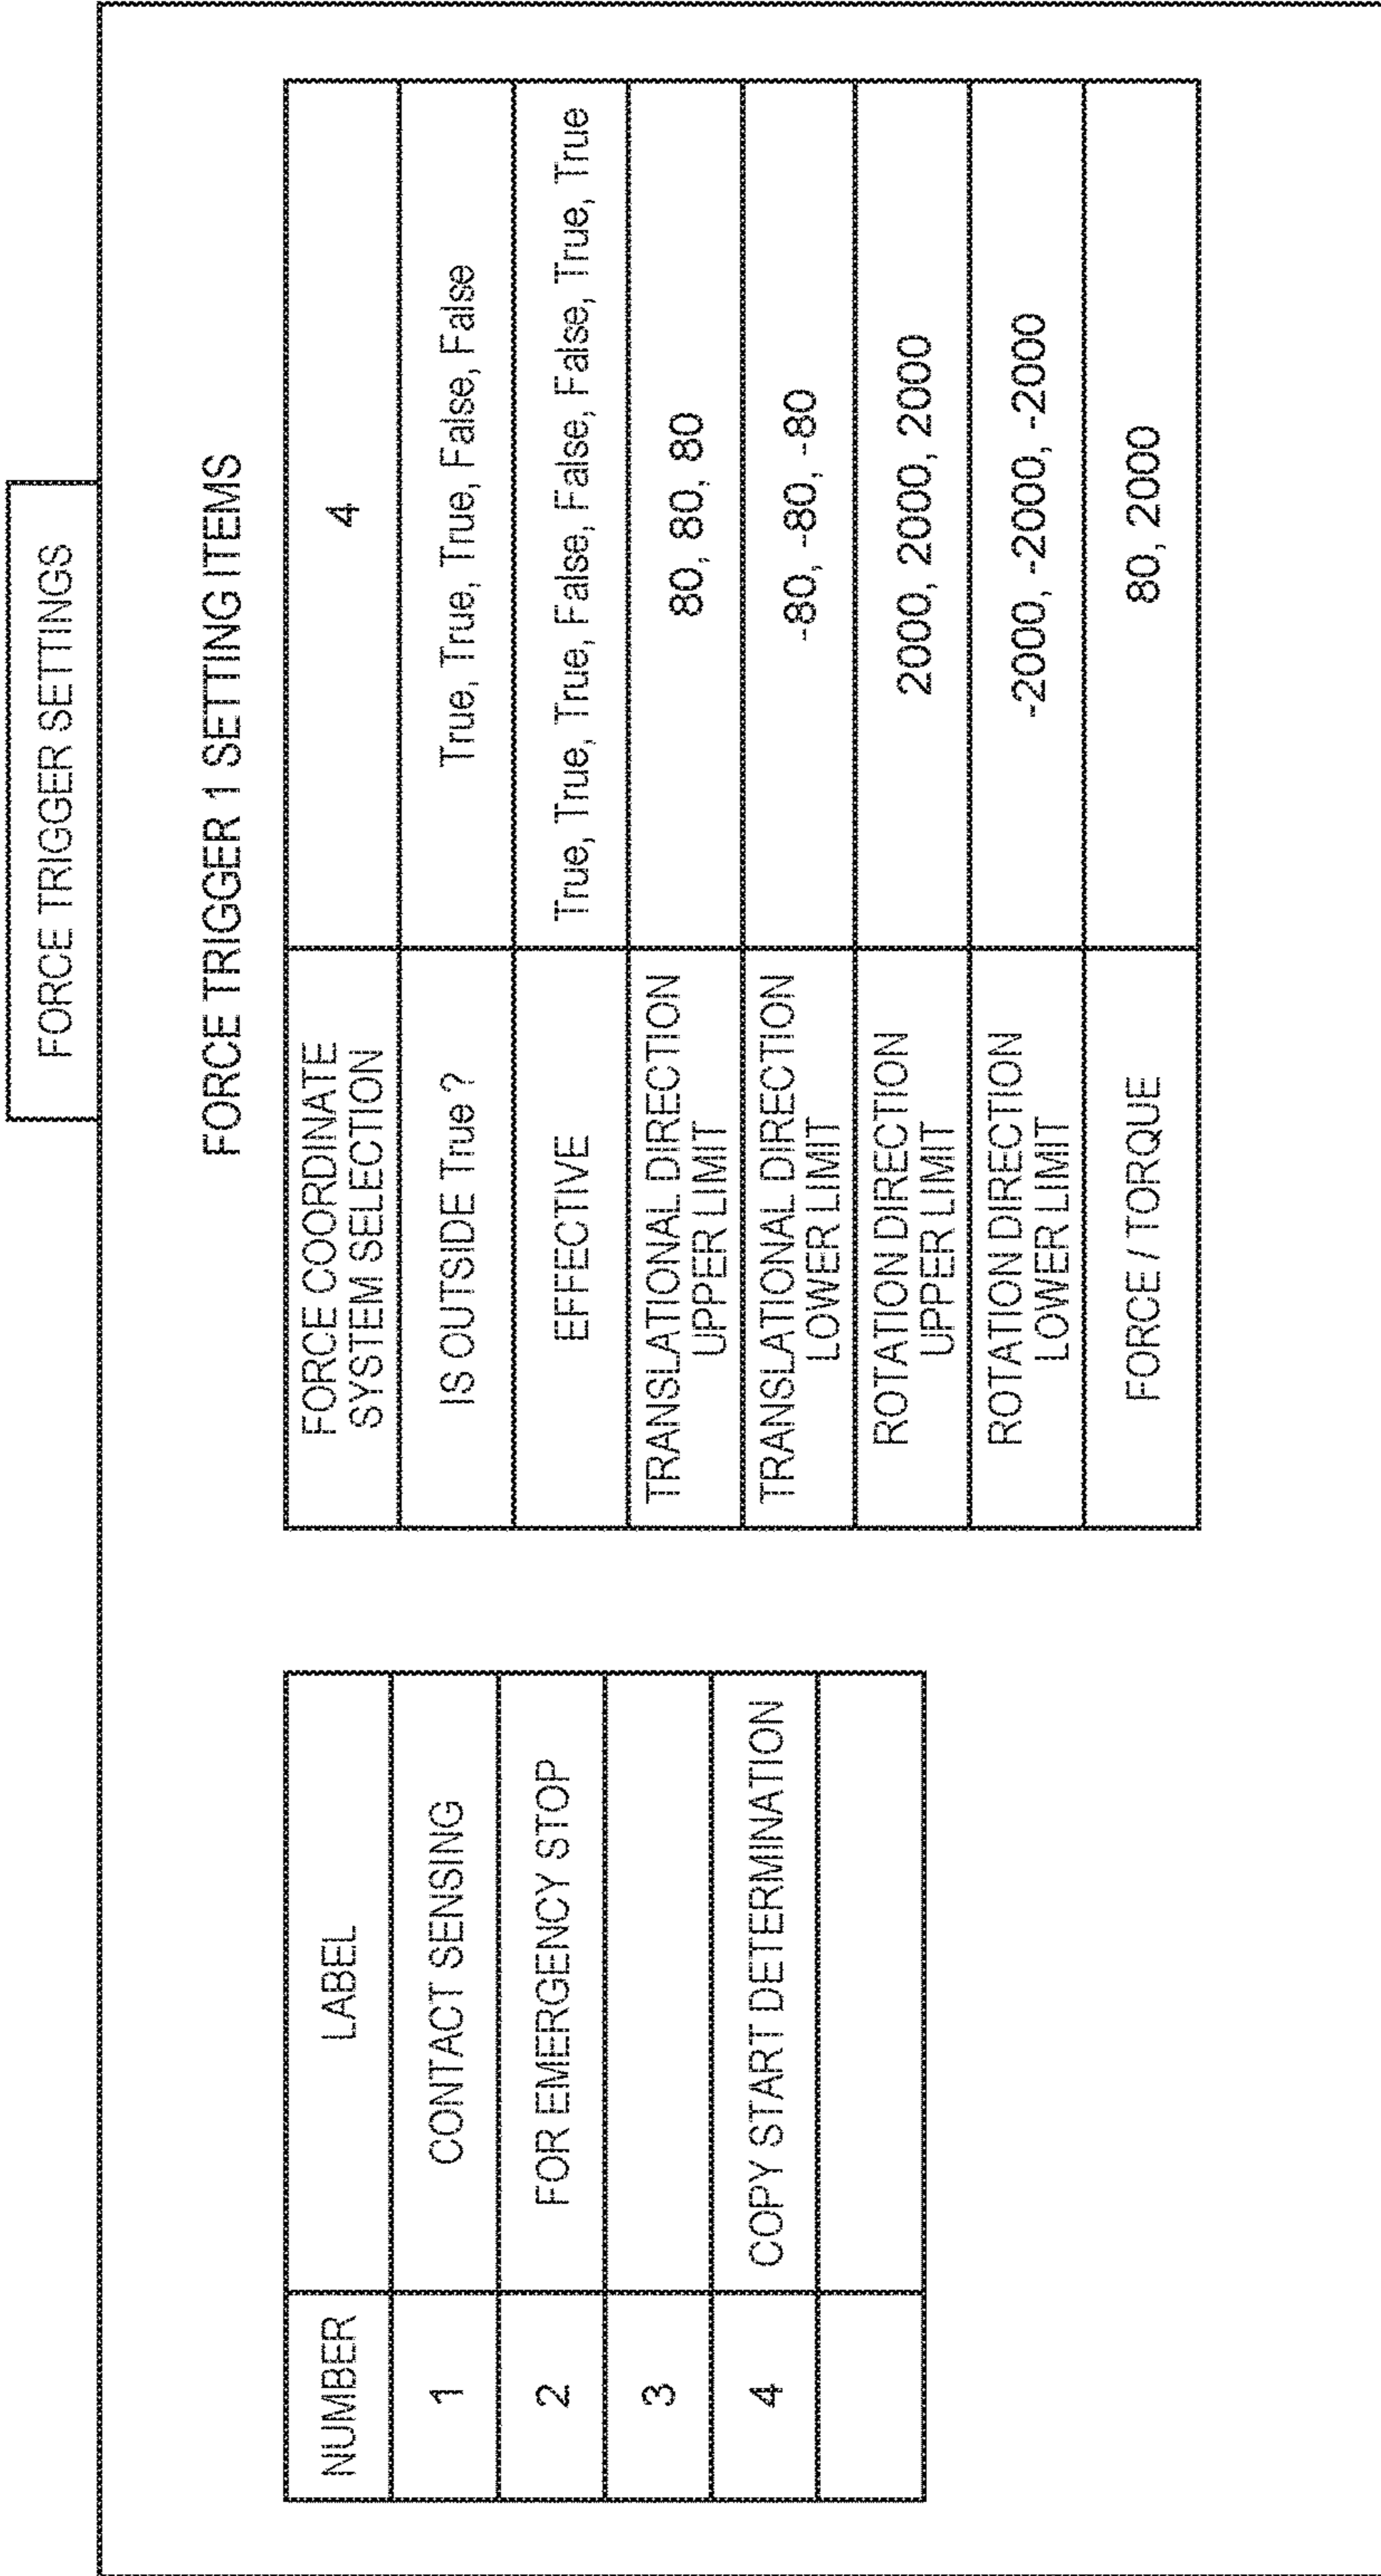 FORCE TRIGGER SETTINGS
NUMBER LABEL
1 CONTACT SENSING
2 FOR EMERGENCY STOP
3
4 COPY START DETERMINATION
FORCE TRIGGER 1 SETTING ITEMS
FORCE COORDINATE
SYSTEM SELECTION
4
IS OUTSIDE True ?
True, True, True, False, False
EFFECTIVE
True, True, True, False, False, False, True, True
TRANSLATIONAL DIRECTION
UPPER LIMIT
80, 80, 80
TRANSLATIONAL DIRECTION
LOWER LIMIT
-80, -80, -80
ROTATION DIRECTION
UPPER LIMIT
2000, 2000, 2000
ROTATION DIRECTION
LOWER LIMIT
-2000, -2000, -2000
FORCE / TORQUE
80, 2000